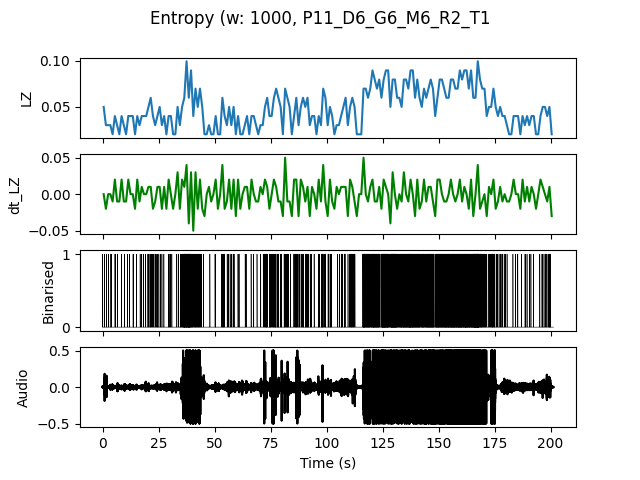 Entropy (w: 1000, P11_D6_G6_M6_R2_T1
0.10
0.05
LZ
0.05
0.00
−0.05
dt_LZ
1
0
Binarised
0.5
0.0
−0.5
Audio
0 25 50 75 100 125 150 175 200
Time (s)